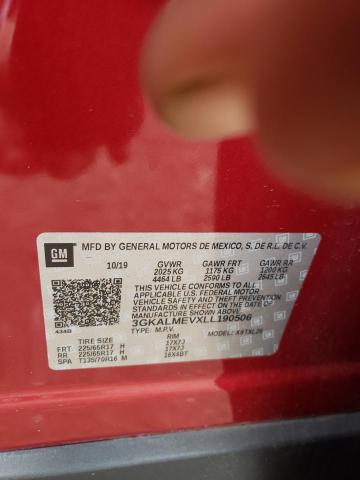 GM
MFD BY GENERAL MOTORS DE MEXICO, S. DE R.L. DE C.V.
10/19 GVWR GAWR FRT GAWR RR
2025 KG 1175 KG 1200 KG
4464 LB 2590 LB 2645 LB
THIS VEHICLE CONFORMS TO ALL
APPLICABLE U.S. FEDERAL MOTOR
VEHICLE SAFETY AND THEFT PREVENTION
STANDARDS IN EFFECT ON THE DATE OF
MANUFACTURE SHOWN ABOVE.
3GKALMEVXLL190506
TYPE: M.P.V. MODEL:
TIRE SIZE RIM
FRT: 225/65R17 H 17X7J
RR 225/65R17 H 17X7J
SPA T135/70R16 M 16X4BT